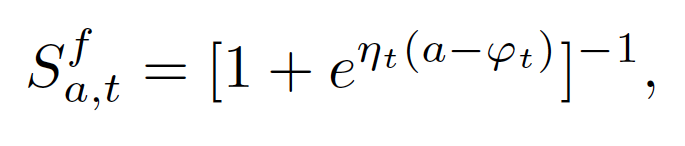 $S^{f}_{a,t} = [1 + e^{\eta_t(a-\varphi_t)}]^{-1},$